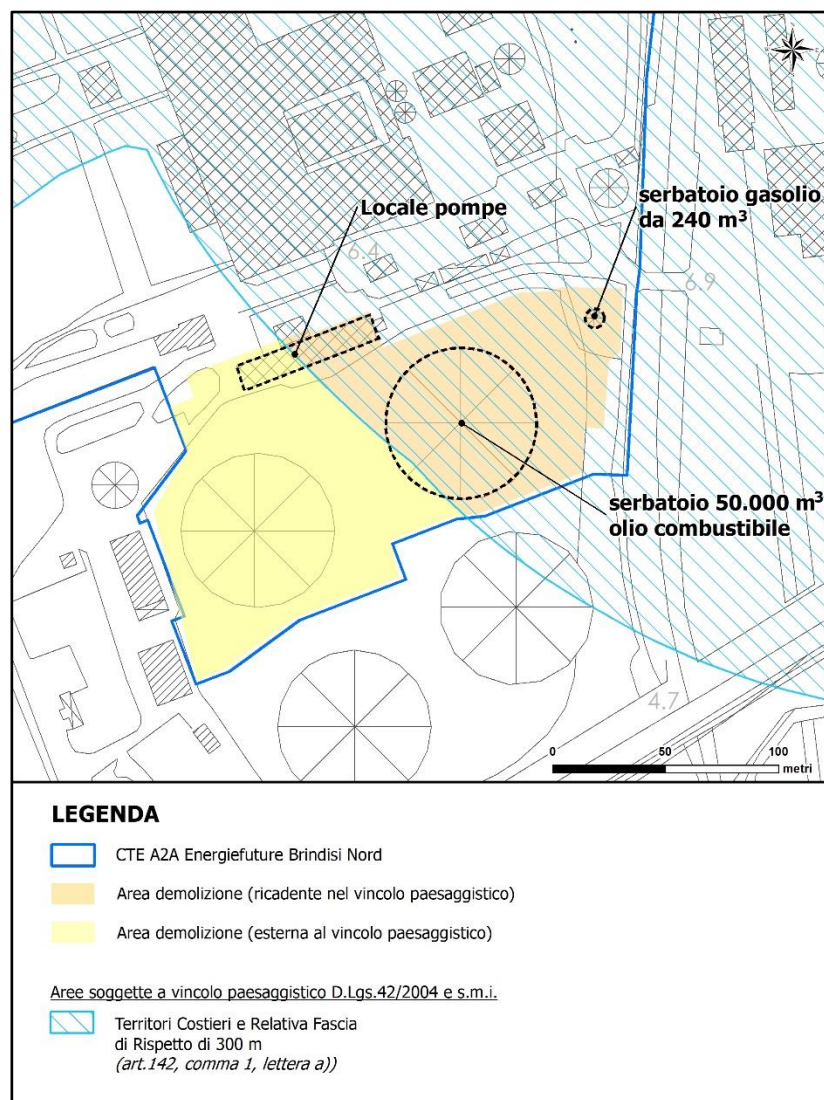 Locale pompe
serbatoio gasolio
da 240 m³
6.4
6.9
serbatoio 50.000 m³
olio combustibile
4.7
0 50 100
metri
LEGENDA
CTE A2A Energiefuture Brindisi Nord
Area demolizione (ricadente nel vincolo paesaggistico)
Area demolizione (esterna al vincolo paesaggistico)
Aree soggette a vincolo paesaggistico D.Lgs.42/2004 e s.m.i.
Territori Costieri e Relativa Fascia
di Rispetto di 300 m
(art.142, comma 1, lettera a))